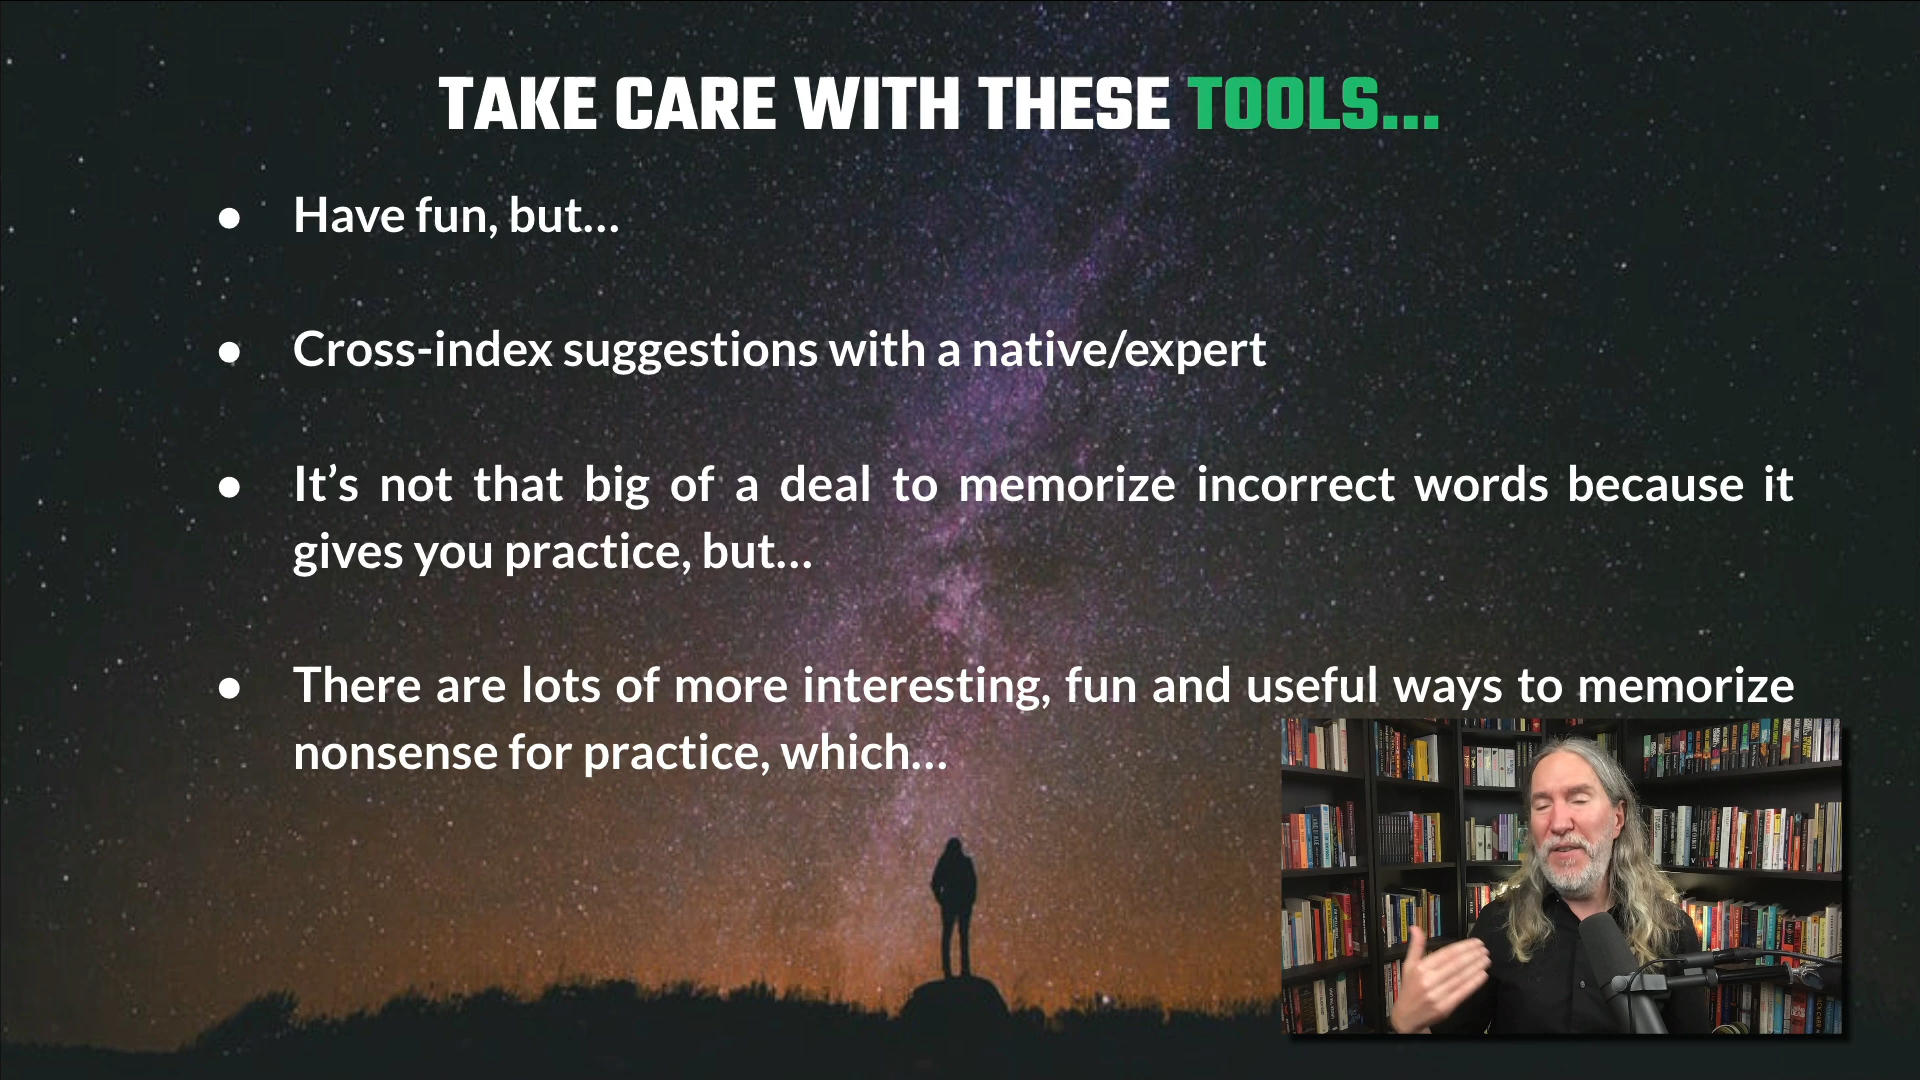 TAKE CARE WITH THESE TOOLS...
● Have fun, but...
● Cross-index suggestions with a native/expert
● It’s not that big of a deal to memorize incorrect words because it
gives you practice, but...
● There are lots of more interesting, fun and useful ways to memorize
nonsense for practice, which...